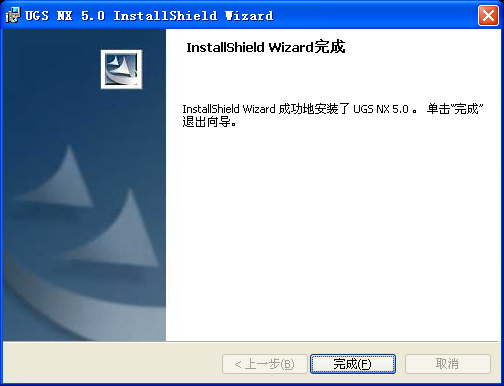 UGS NX 5.0 InstallShield Wizard
InstallShield Wizard完成
InstallShield Wizard 成功地安装了 UGS NX 5.0 。 单击“完成”
退出向导。
< 上一步(B) 完成(F) 取消